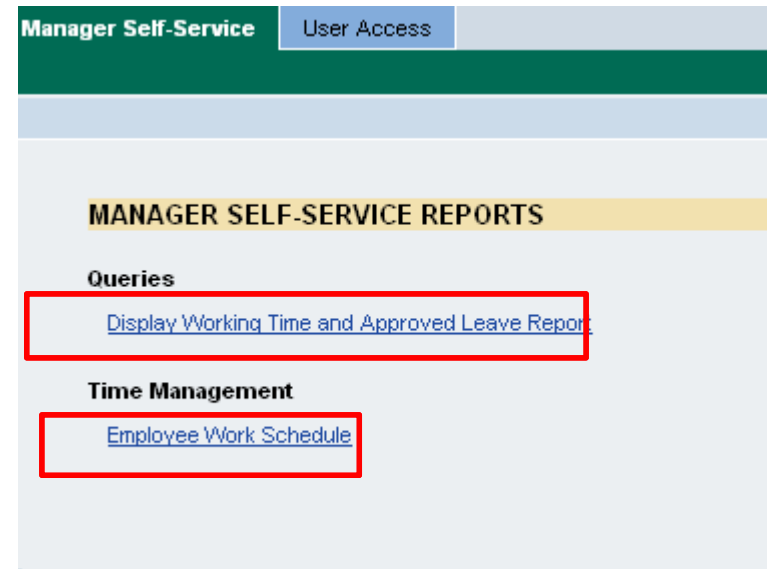 Manager Self-Service User Access
MANAGER SELF-SERVICE REPORTS
Queries
Display Working Time and Approved Leave Report
Time Management
Employee Work Schedule